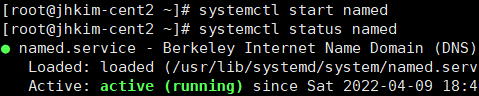 [root@jhkim-cent2 ~]# systemctl start named
[root@jhkim-cent2 ~]# systemctl status named
● named.service - Berkeley Internet Name Domain (DNS)
Loaded: loaded (/usr/lib/systemd/system/named.serv
Active: active (running) since Sat 2022-04-09 18:4